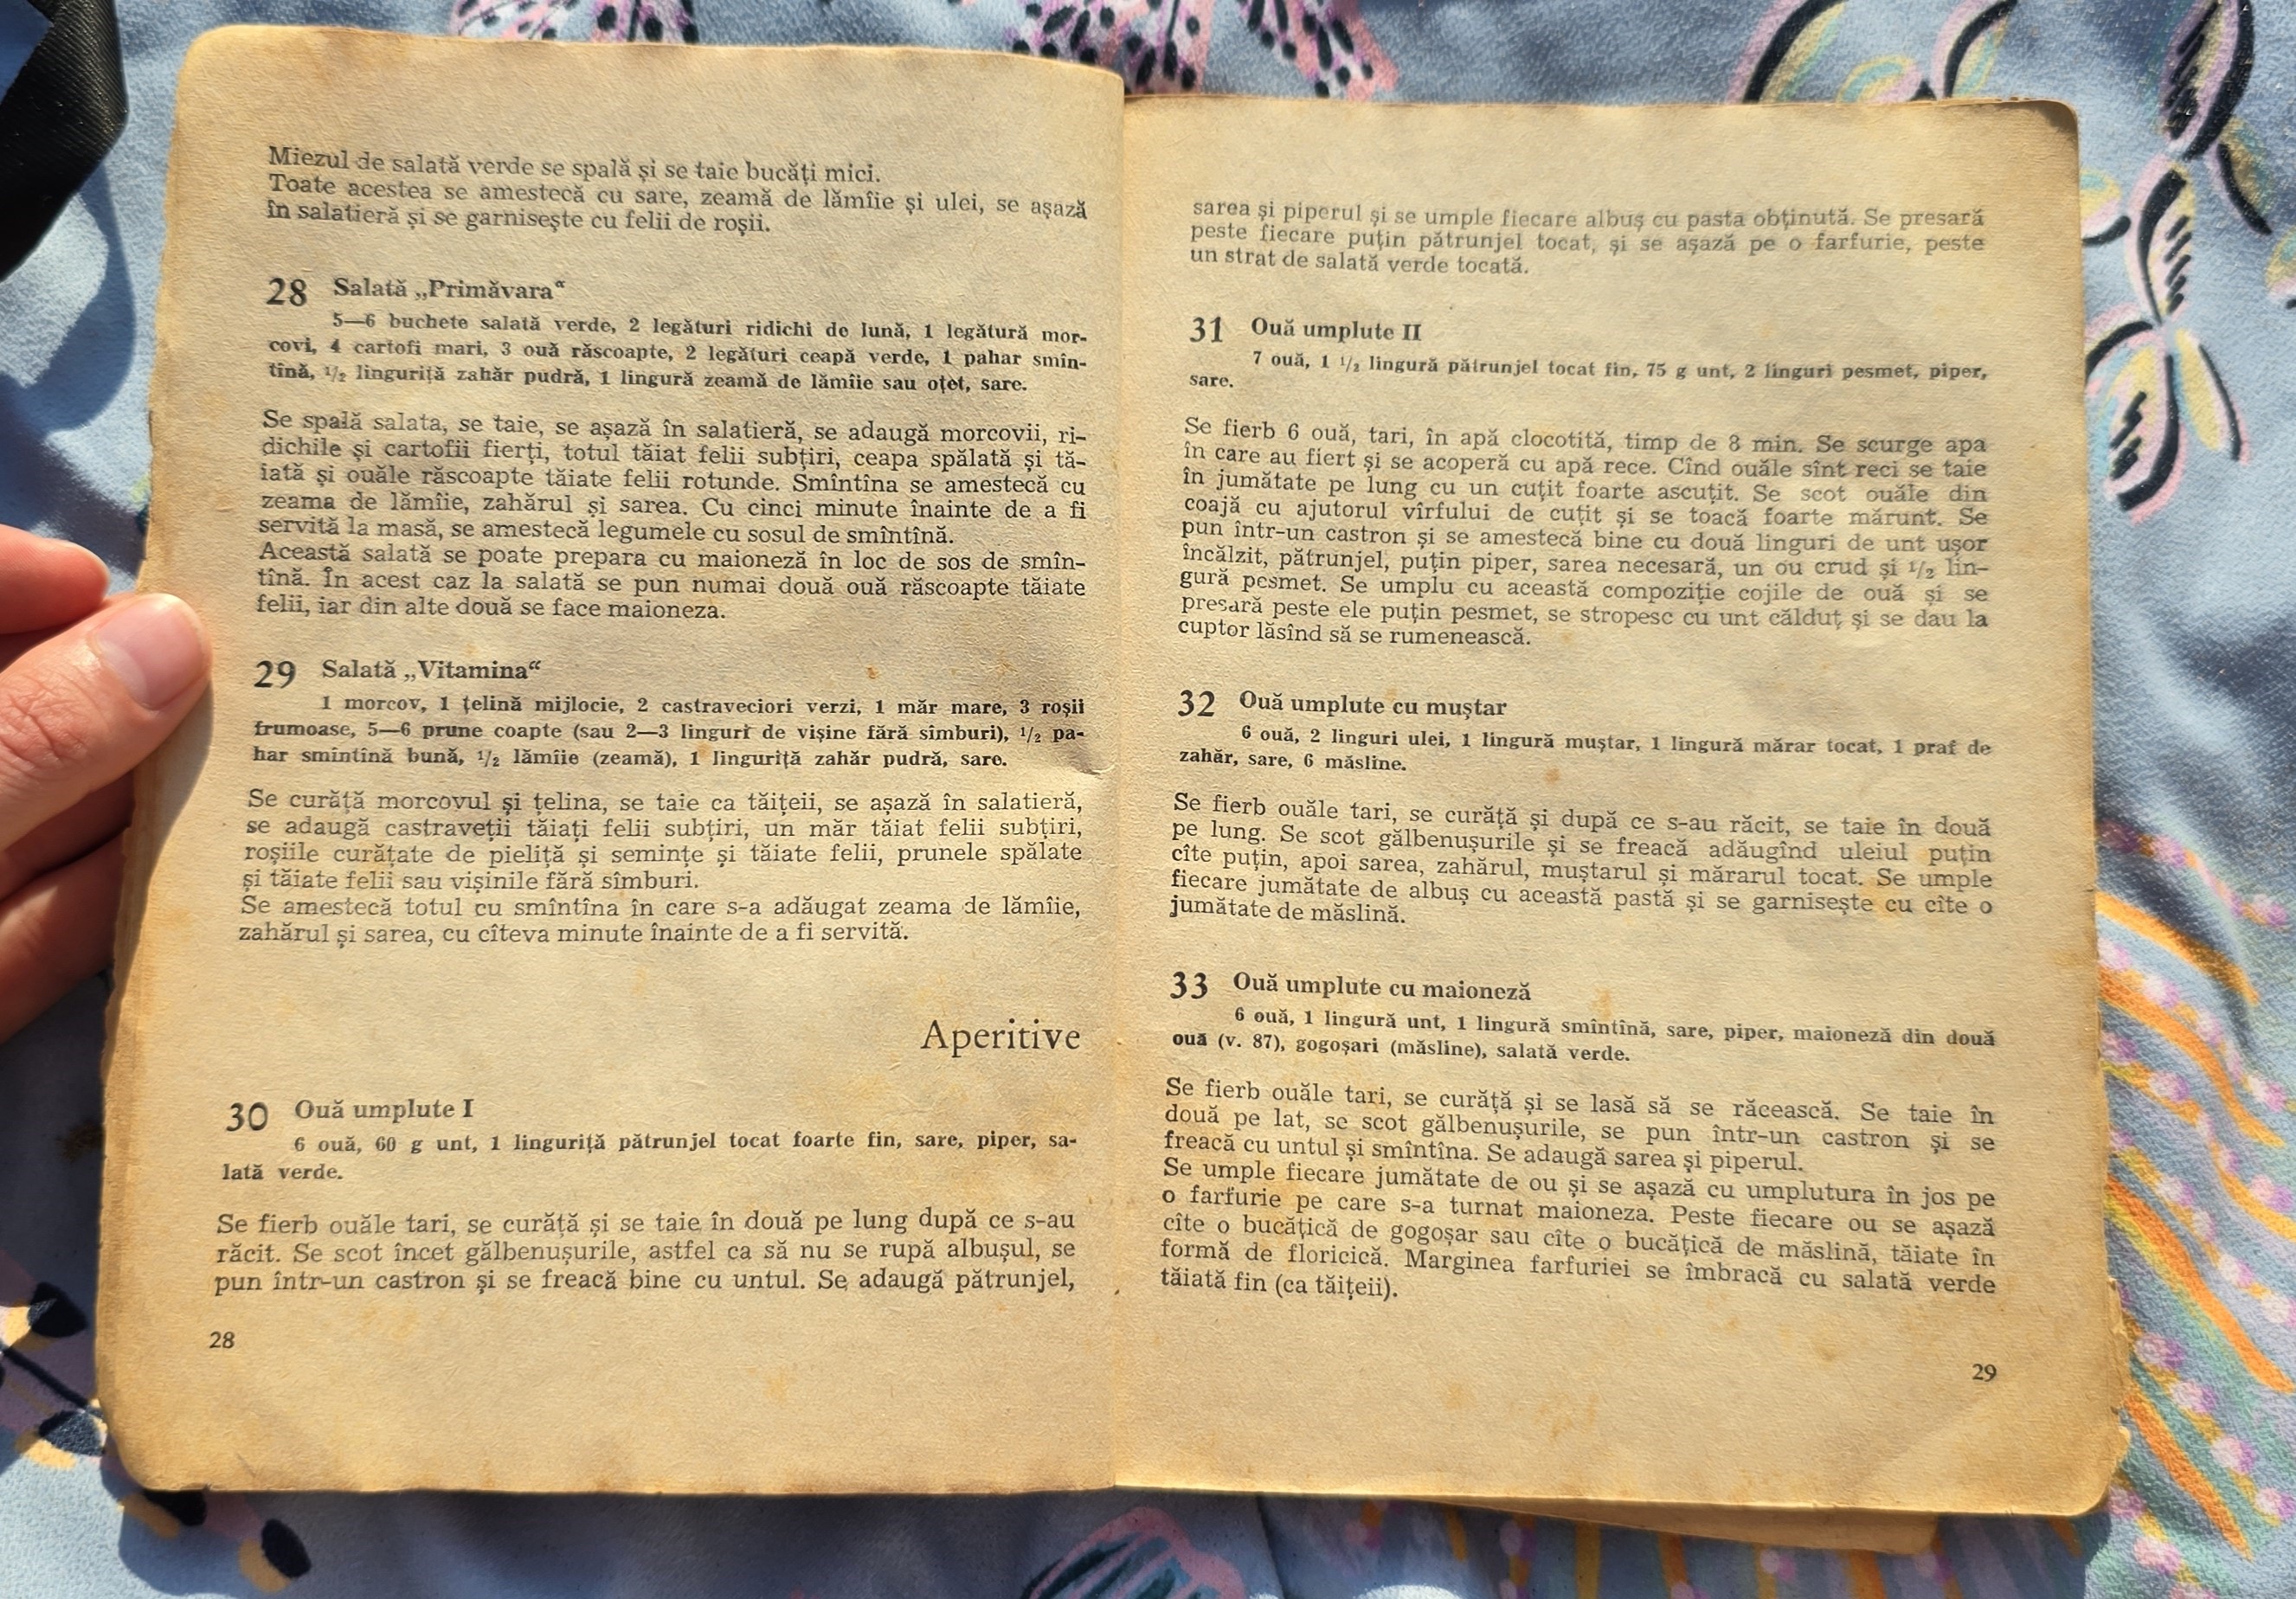 Miezul de salată verde se spală și se taie bucăți mici.
Toate acestea se amestecă cu sare, zeamă de lămîie și ulei, se așază
în salatieră și se garnisește cu felii de roșii.
28 Salată „Primăvara“
5—6 buchete salată verde, 2 legături ridichi de lună, 1 legătură mor-
covi, 4 cartofi mari, 3 ouă răscoapte, 2 legături ceapă verde, 1 pahar smîn-
tînă, 1/2 linguriță zahăr pudră, 1 lingură zeamă de lămîie sau oțet, sare.
Se spală salata, se taie, se așază în salatieră, se adaugă morcovii, ri-
dichile și cartofii fierți, totul tăiat felii subțiri, ceapa spălată și tă-
iată și ouăle răscoapte tăiate felii rotunde. Smîntîna se amestecă cu
zeama de lămîie, zahărul și sarea. Cu cinci minute înainte de a fi
servită la masă, se amestecă legumele cu sosul de smîntînă.
Această salată se poate prepara cu maioneză în loc de sos de smîn-
tînă. În acest caz la salată se pun numai două ouă răscoapte tăiate
felii, iar din alte două se face maioneza.
29 Salată „Vitamina“
1 morcov, 1 țelină mijlocie, 2 castraveciori verzi, 1 măr mare, 3 roșii
frumoase, 5—6 prune coapte (sau 2—3 linguri de vișine fără sîmburi), 1/2 pa-
har smîntînă bună, 1/2 lămîie (zeamă), 1 linguriță zahăr pudră, sare.
Se curăță morcovul și țelina, se taie ca tăițeii, se așază în salatieră,
se adaugă castraveții tăiați felii subțiri, un măr tăiat felii subțiri,
roșiile curățate de pieliță și semințe și tăiate felii, prunele spălate
și tăiate felii sau vișinile fără sîmburi.
Se amestecă totul cu smîntîna în care s-a adăugat zeama de lămîie,
zahărul și sarea, cu cîteva minute înainte de a fi servită.
Aperitive
30 Ouă umplute I
6 ouă, 60 g unt, 1 linguriță pătrunjel tocat foarte fin, sare, piper, sa-
lată verde.
Se fierb ouăle tari, se curăță și se taie în două pe lung după ce s-au
răcit. Se scot încet gălbenușurile, astfel ca să nu se rupă albușul, se
pun într-un castron și se freacă bine cu untul. Se adaugă pătrunjel,
28
sarea și piperul și se umple fiecare albuș cu pasta obținută. Se presară
peste fiecare puțin pătrunjel tocat, și se așază pe o farfurie, peste
un strat de salată verde tocată.
31 Ouă umplute II
7 ouă, 1 1/2 lingură pătrunjel tocat fin, 75 g unt, 2 linguri pesmet, piper,
sare.
Se fierb 6 ouă, tari, în apă clocotită, timp de 8 min. Se scurge apa
în care au fiert și se acoperă cu apă rece. Cînd ouăle sînt reci se taie
în jumătate pe lung cu un cuțit foarte ascuțit. Se scot ouăle din
coajă cu ajutorul vîrfului de cuțit și se toacă foarte mărunt. Se
pun într-un castron și se amestecă bine cu două linguri de unt ușor
încălzit, pătrunjel, puțin piper, sarea necesară, un ou crud și 1/2 lin-
gură pesmet. Se umplu cu această compoziție cojile de ouă și se
presară peste ele puțin pesmet, se stropesc cu unt călduț și se dau la
cuptor lăsînd să se rumenească.
32 Ouă umplute cu muștar
6 ouă, 2 linguri ulei, 1 lingură muștar, 1 lingură mărar tocat, 1 praf de
zahăr, sare, 6 măsline.
Se fierb ouăle tari, se curăță și după ce s-au răcit, se taie în două
pe lung. Se scot gălbenușurile și se freacă adăugînd uleiul puțin
cîte puțin, apoi sarea, zahărul, muștarul și mărarul tocat. Se umple
fiecare jumătate de albuș cu această pastă și se garnisește cu cîte o
jumătate de măslină.
33 Ouă umplute cu maioneză
6 ouă, 1 lingură unt, 1 lingură smîntînă, sare, piper, maioneză din două
ouă (v. 87), gogoșari (măsline), salată verde.
Se fierb ouăle tari, se curăță și se lasă să se răcească. Se taie în
două pe lat, se scot gălbenușurile, se pun într-un castron și se
freacă cu untul și smîntîna. Se adaugă sarea și piperul.
Se umple fiecare jumătate de ou și se așază cu umplutura în jos pe
o farfurie pe care s-a turnat maioneza. Peste fiecare ou se așază
cîte o bucățică de gogoșar sau cîte o bucățică de măslină, tăiate în
formă de floricică. Marginea farfuriei se îmbracă cu salată verde
tăiată fin (ca tăițeii).
29